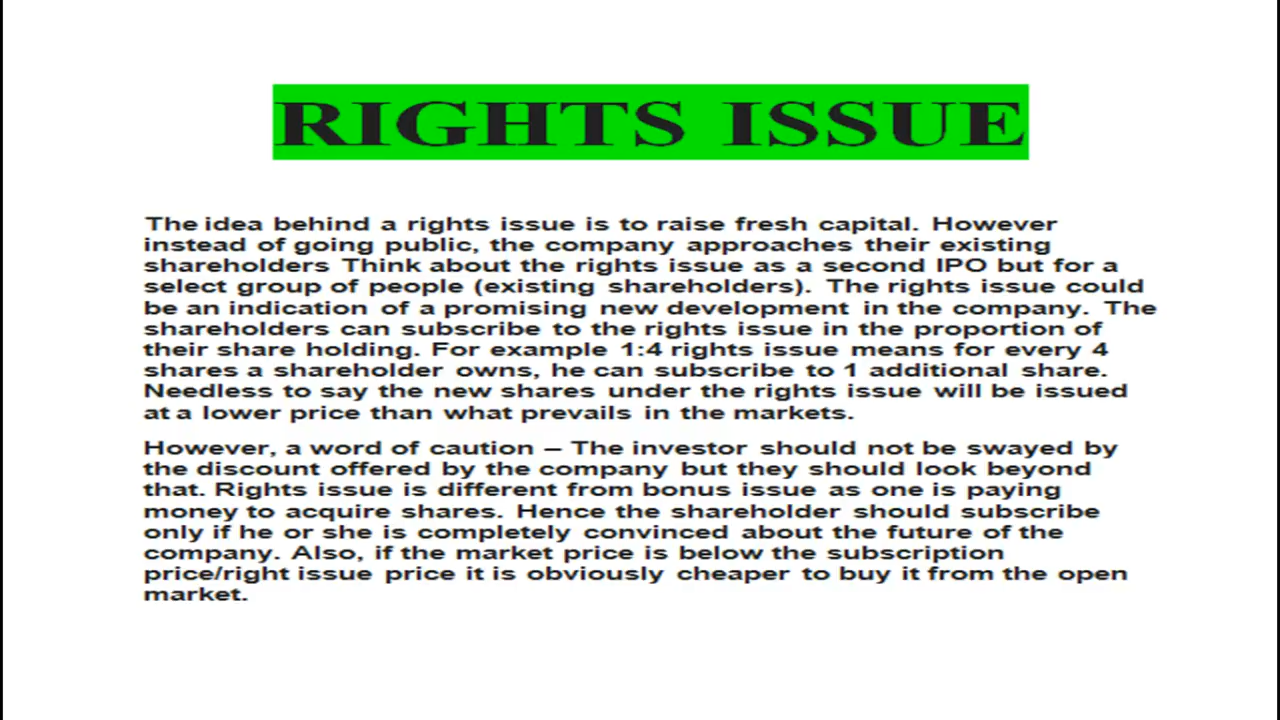 RIGHTS ISSUE
The idea behind a rights issue is to raise fresh capital. However
instead of going public, the company approaches their existing
shareholders Think about the rights issue as a second IPO but for a
select group of people (existing shareholders). The rights issue could
be an indication of a promising new development in the company. The
shareholders can subscribe to the rights issue in the proportion of
their share holding. For example 1:4 rights issue means for every 4
shares a shareholder owns, he can subscribe to 1 additional share.
Needless to say the new shares under the rights issue will be issued
at a lower price than what prevails in the markets.
However, a word of caution – The investor should not be swayed by
the discount offered by the company but they should look beyond
that. Rights issue is different from bonus issue as one is paying
money to acquire shares. Hence the shareholder should subscribe
only if he or she is completely convinced about the future of the
company. Also, if the market price is below the subscription
price/right issue price it is obviously cheaper to buy it from the open
market.